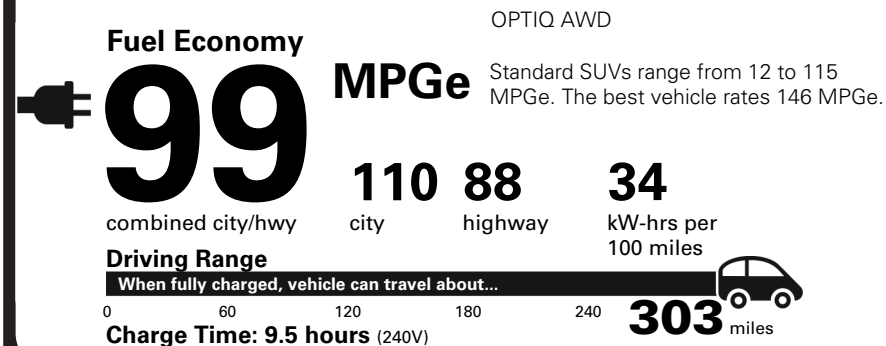 OPTIQ AWD
Fuel Economy
99
MPGe
Standard SUVs range from 12 to 115
MPGe. The best vehicle rates 146 MPGe.
110 88 34
combined city/hwy city highway kW-hrs per
100 miles
Driving Range
When fully charged, vehicle can travel about...
0 60 120 180 240 303 miles
Charge Time: 9.5 hours (240V)